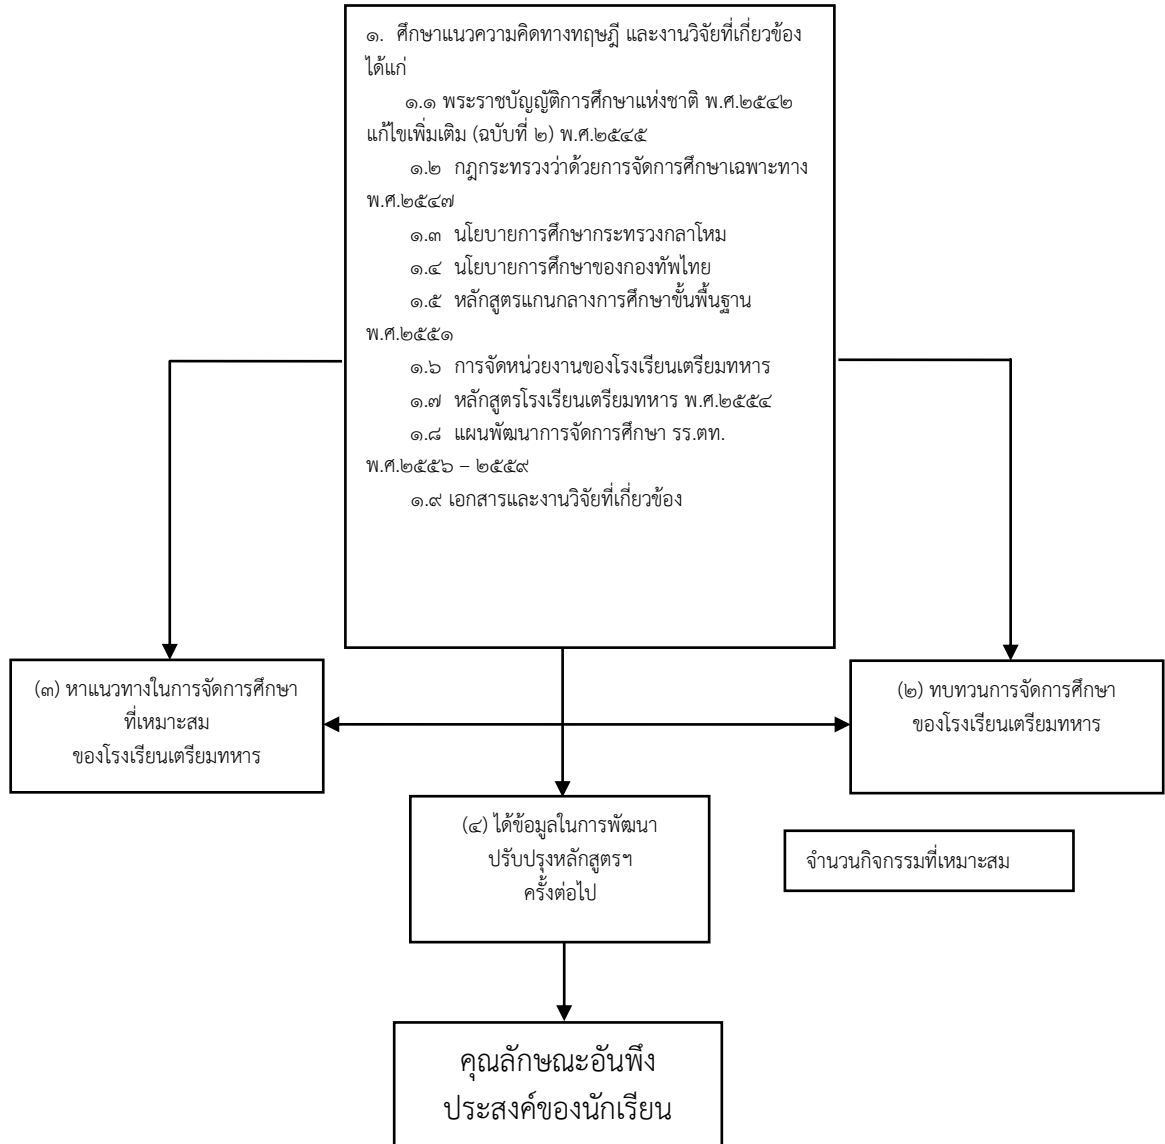 ๑. ศึกษาแนวความคิดทางทฤษฎี และงานวิจัยที่เกี่ยวข้อง
ได้แก่
๑.๑ พระราชบัญญัติการศึกษาแห่งชาติ พ.ศ.๒๕๔๒
แก้ไขเพิ่มเติม (ฉบับที่ ๒) พ.ศ.๒๕๔๕
๑.๒ กฎกระทรวงว่าด้วยการจัดการศึกษาเฉพาะทาง
พ.ศ.๒๕๔๗
๑.๓ นโยบายการศึกษากระทรวงกลาโหม
๑.๔ นโยบายการศึกษาของกองทัพไทย
๑.๕ หลักสูตรแกนกลางการศึกษาขั้นพื้นฐาน
พ.ศ.๒๕๕๑
๑.๖ การจัดหน่วยงานของโรงเรียนเตรียมทหาร
๑.๗ หลักสูตรโรงเรียนเตรียมทหาร พ.ศ.๒๕๕๔
๑.๘ แผนพัฒนาการจัดการศึกษา รร.ตท.
พ.ศ.๒๕๕๖ – ๒๕๕๙
๑.๙ เอกสารและงานวิจัยที่เกี่ยวข้อง
(๓) หาแนวทางในการจัดการศึกษา
ที่เหมาะสม
ของโรงเรียนเตรียมทหาร
(๒) ทบทวนการจัดการศึกษา
ของโรงเรียนเตรียมทหาร
(๔) ได้ข้อมูลในการพัฒนา
ปรับปรุงหลักสูตรฯ
ครั้งต่อไป
จำนวนกิจกรรมที่เหมาะสม
คุณลักษณะอันพึง
ประสงค์ของนักเรียน